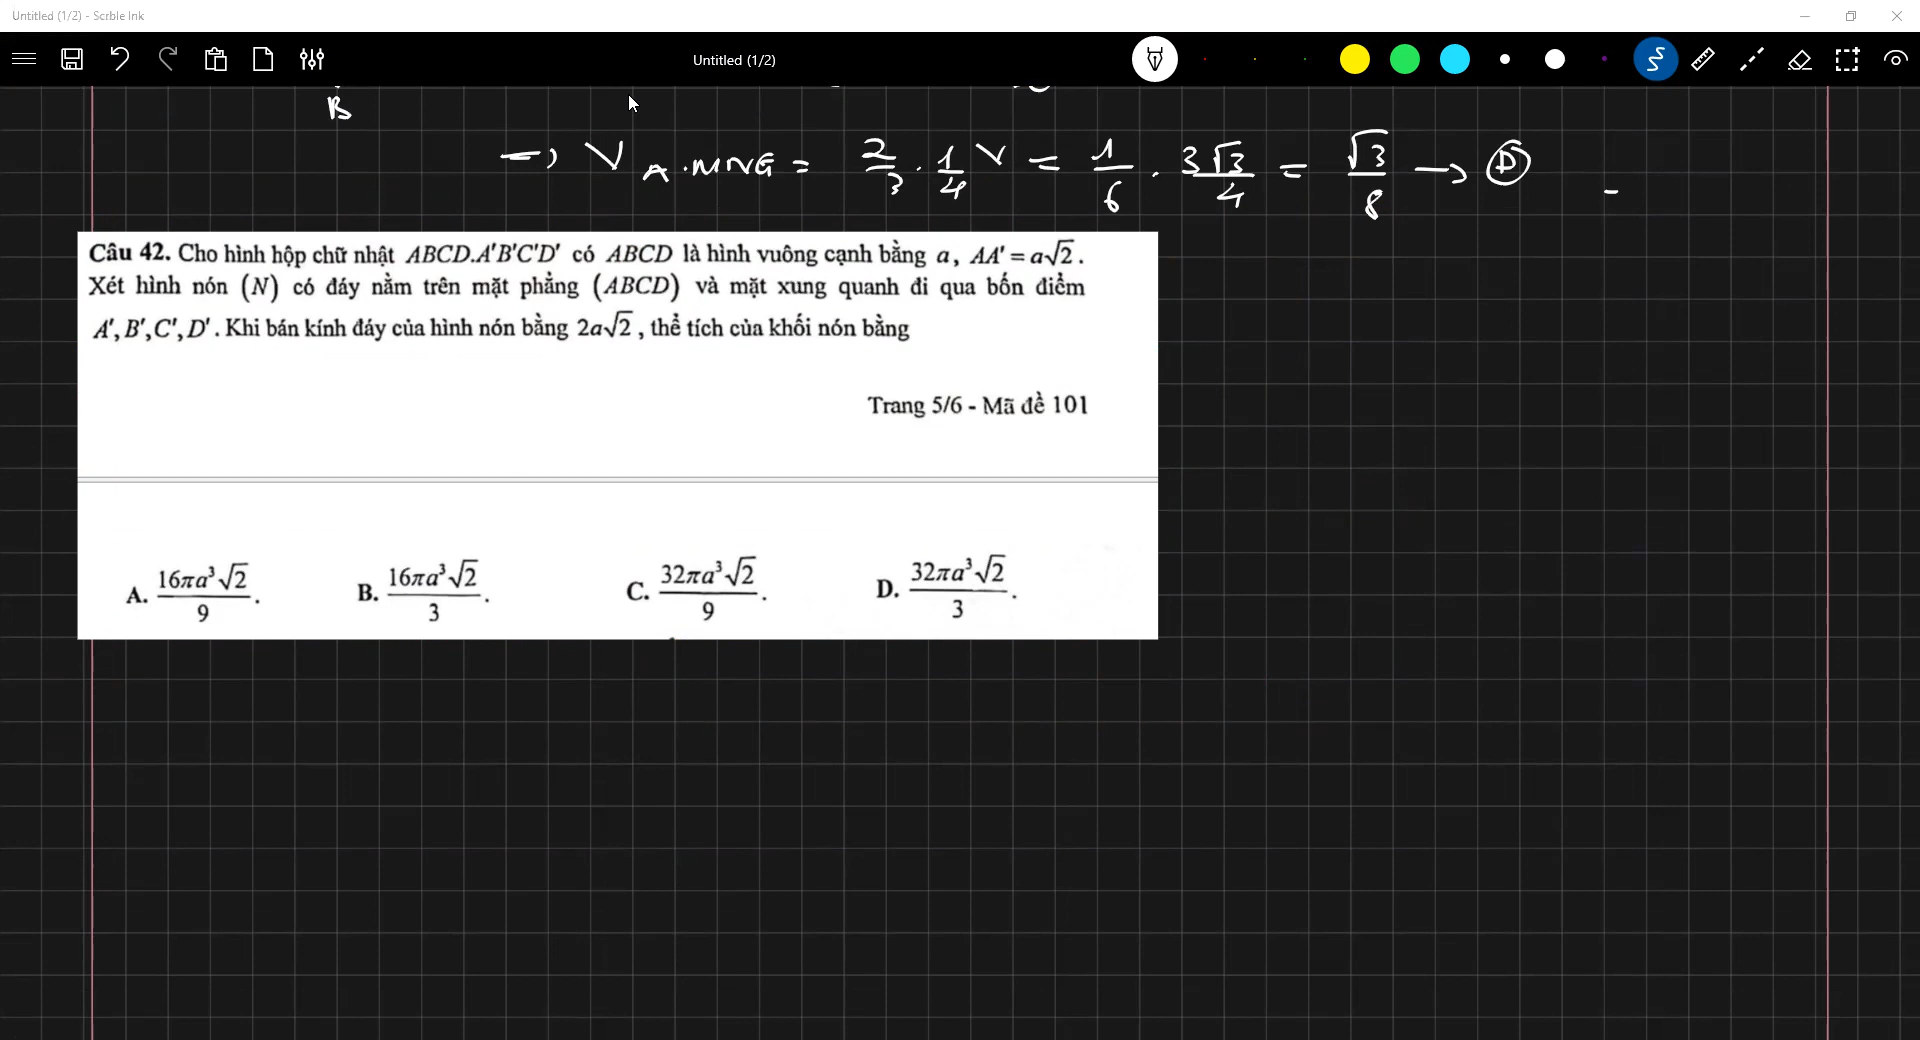 Untitled (1/2) - Scrble Ink
Untitled (1/2)
B
→ V A.MNG = 2/3 . 1/4 V = 1/6 . 3√3/4 = √3/8 → Ⓓ
Câu 42. Cho hình hộp chữ nhật ABCD.A'B'C'D' có ABCD là hình vuông cạnh bằng a, AA' = a√2.
Xét hình nón (N) có đáy nằm trên mặt phẳng (ABCD) và mặt xung quanh đi qua bốn điểm
A', B', C', D'. Khi bán kính đáy của hình nón bằng 2a√2, thể tích của khối nón bằng
Trang 5/6 - Mã đề 101
A. 16πa³√2/9. B. 16πa³√2/3. C. 32πa³√2/9. D. 32πa³√2/3.